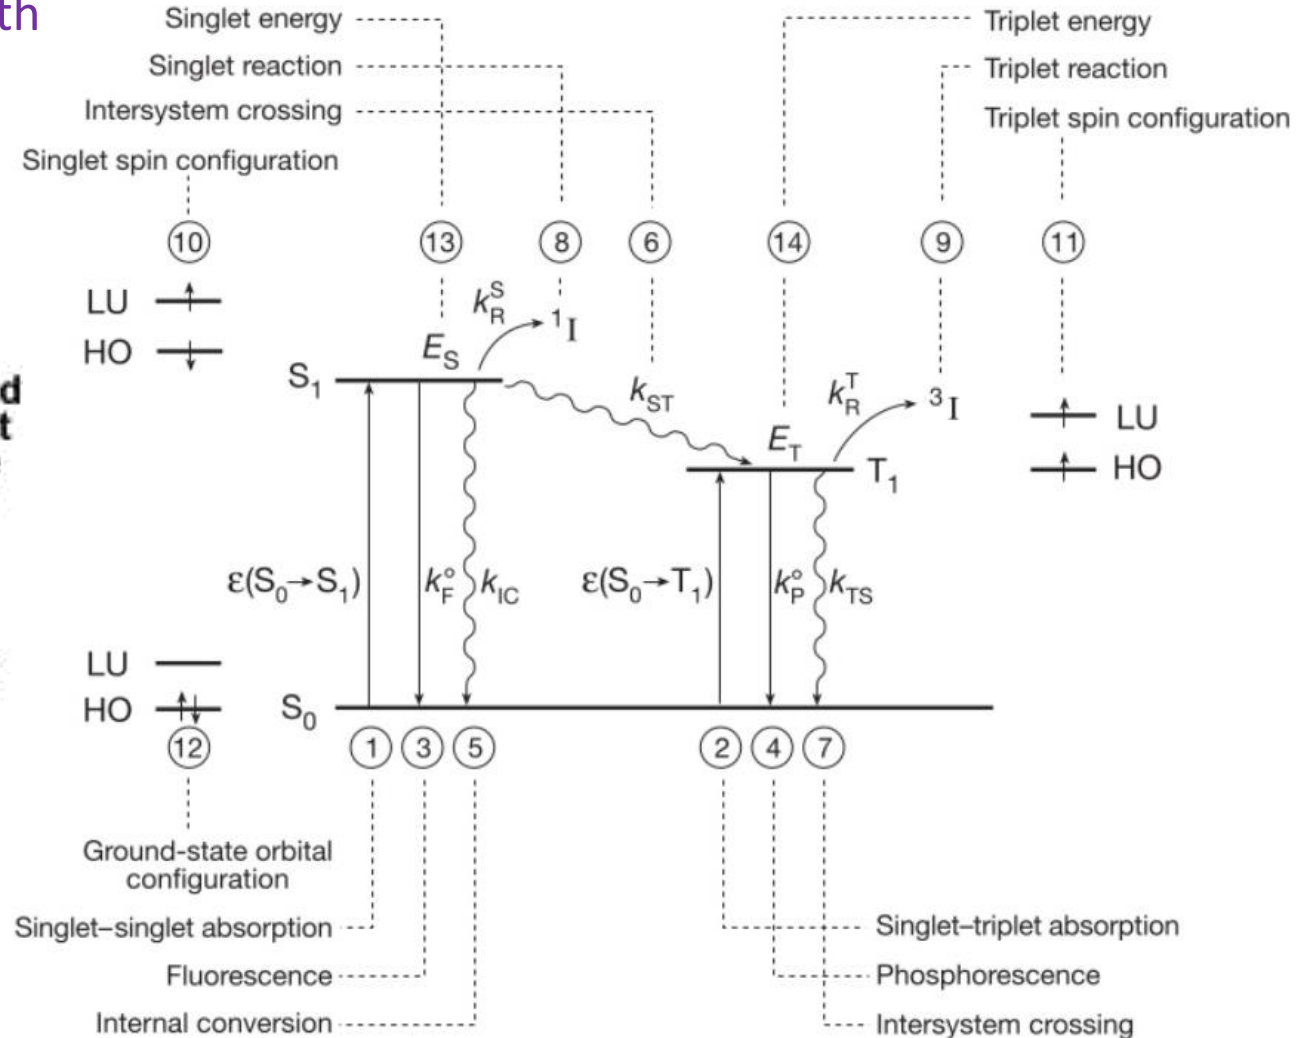 th
Singlet energy
Triplet energy
Singlet reaction
Triplet reaction
Intersystem crossing
Triplet spin configuration
Singlet spin configuration
10
13
8
6
14
9
11
LU
HO
k_R^S
¹I
E_S
S₁
k_ST
k_R^T
³I
E_T
T₁
LU
HO
d
t
ε(S₀→S₁)
k_F°
k_IC
ε(S₀→T₁)
k_P°
k_TS
LU
HO
S₀
12
1
3
5
2
4
7
Ground-state orbital
configuration
Singlet–singlet absorption
Singlet–triplet absorption
Fluorescence
Phosphorescence
Internal conversion
Intersystem crossing